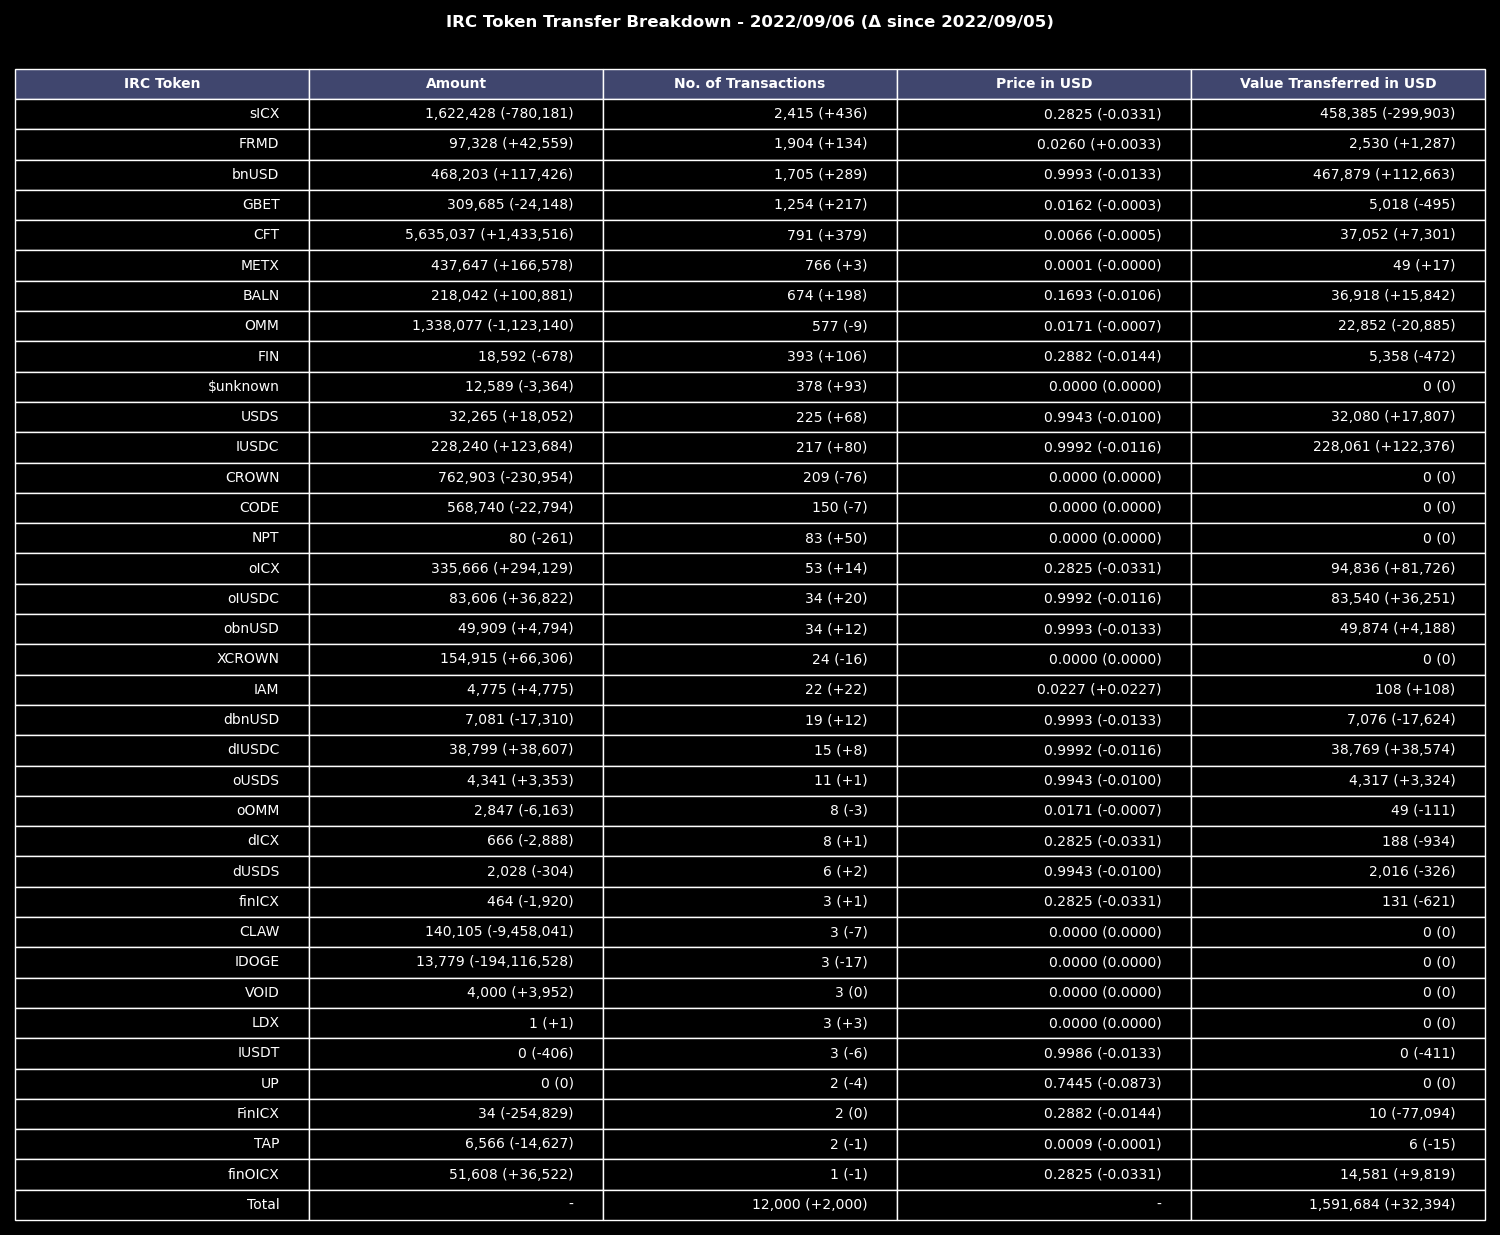 IRC Token Transfer Breakdown - 2022/09/06 (Δ since 2022/09/05)
IRC Token Amount No. of Transactions Price in USD Value Transferred in USD
sICX 1,622,428 (-780,181) 2,415 (+436) 0.2825 (-0.0331) 458,385 (-299,903)
FRMD 97,328 (+42,559) 1,904 (+134) 0.0260 (+0.0033) 2,530 (+1,287)
bnUSD 468,203 (+117,426) 1,705 (+289) 0.9993 (-0.0133) 467,879 (+112,663)
GBET 309,685 (-24,148) 1,254 (+217) 0.0162 (-0.0003) 5,018 (-495)
CFT 5,635,037 (+1,433,516) 791 (+379) 0.0066 (-0.0005) 37,052 (+7,301)
METX 437,647 (+166,578) 766 (+3) 0.0001 (-0.0000) 49 (+17)
BALN 218,042 (+100,881) 674 (+198) 0.1693 (-0.0106) 36,918 (+15,842)
OMM 1,338,077 (-1,123,140) 577 (-9) 0.0171 (-0.0007) 22,852 (-20,885)
FIN 18,592 (-678) 393 (+106) 0.2882 (-0.0144) 5,358 (-472)
$unknown 12,589 (-3,364) 378 (+93) 0.0000 (0.0000) 0 (0)
USDS 32,265 (+18,052) 225 (+68) 0.9943 (-0.0100) 32,080 (+17,807)
IUSDC 228,240 (+123,684) 217 (+80) 0.9992 (-0.0116) 228,061 (+122,376)
CROWN 762,903 (-230,954) 209 (-76) 0.0000 (0.0000) 0 (0)
CODE 568,740 (-22,794) 150 (-7) 0.0000 (0.0000) 0 (0)
NPT 80 (-261) 83 (+50) 0.0000 (0.0000) 0 (0)
oICX 335,666 (+294,129) 53 (+14) 0.2825 (-0.0331) 94,836 (+81,726)
oIUSDC 83,606 (+36,822) 34 (+20) 0.9992 (-0.0116) 83,540 (+36,251)
obnUSD 49,909 (+4,794) 34 (+12) 0.9993 (-0.0133) 49,874 (+4,188)
XCROWN 154,915 (+66,306) 24 (-16) 0.0000 (0.0000) 0 (0)
IAM 4,775 (+4,775) 22 (+22) 0.0227 (+0.0227) 108 (+108)
dbnUSD 7,081 (-17,310) 19 (+12) 0.9993 (-0.0133) 7,076 (-17,624)
dIUSDC 38,799 (+38,607) 15 (+8) 0.9992 (-0.0116) 38,769 (+38,574)
oUSDS 4,341 (+3,353) 11 (+1) 0.9943 (-0.0100) 4,317 (+3,324)
oOMM 2,847 (-6,163) 8 (-3) 0.0171 (-0.0007) 49 (-111)
dICX 666 (-2,888) 8 (+1) 0.2825 (-0.0331) 188 (-934)
dUSDS 2,028 (-304) 6 (+2) 0.9943 (-0.0100) 2,016 (-326)
finICX 464 (-1,920) 3 (+1) 0.2825 (-0.0331) 131 (-621)
CLAW 140,105 (-9,458,041) 3 (-7) 0.0000 (0.0000) 0 (0)
IDOGE 13,779 (-194,116,528) 3 (-17) 0.0000 (0.0000) 0 (0)
VOID 4,000 (+3,952) 3 (0) 0.0000 (0.0000) 0 (0)
LDX 1 (+1) 3 (+3) 0.0000 (0.0000) 0 (0)
IUSDT 0 (-406) 3 (-6) 0.9986 (-0.0133) 0 (-411)
UP 0 (0) 2 (-4) 0.7445 (-0.0873) 0 (0)
FinICX 34 (-254,829) 2 (0) 0.2882 (-0.0144) 10 (-77,094)
TAP 6,566 (-14,627) 2 (-1) 0.0009 (-0.0001) 6 (-15)
finOICX 51,608 (+36,522) 1 (-1) 0.2825 (-0.0331) 14,581 (+9,819)
Total - 12,000 (+2,000) - 1,591,684 (+32,394)